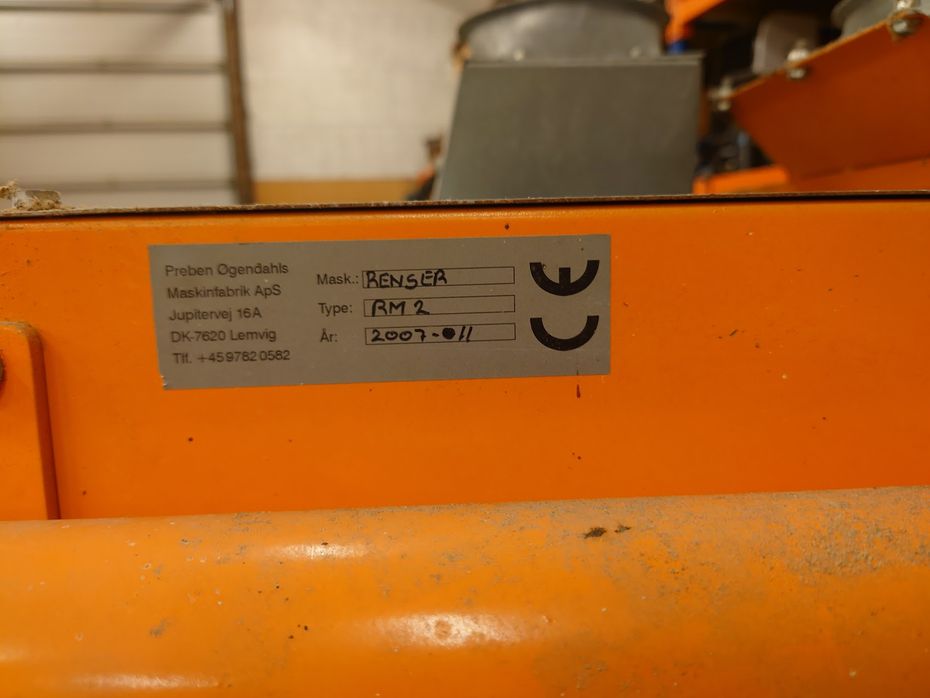 Preben Øgendahls
Maskinfabrik ApS
Jupitervej 16A
DK-7620 Lemvig
Tlf. +45 9782 0582
Mask.: RENSER
Type: RM 2
År: 2007-011
CE